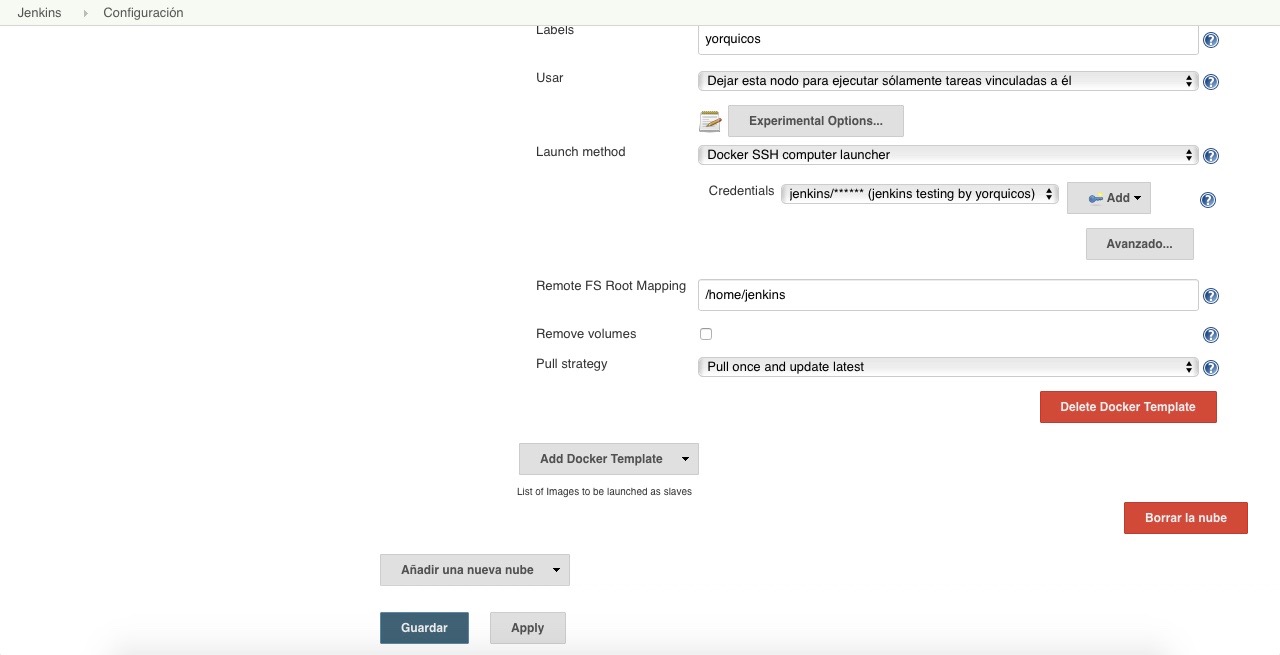 Jenkins Configuración
Labels yorquicos
Usar Dejar esta nodo para ejecutar sólamente tareas vinculadas a él
Experimental Options...
Launch method Docker SSH computer launcher
Credentials jenkins/****** (jenkins testing by yorquicos) Add
Avanzado...
Remote FS Root Mapping /home/jenkins
Remove volumes
Pull strategy Pull once and update latest
Delete Docker Template
Add Docker Template
List of Images to be launched as slaves
Borrar la nube
Añadir una nueva nube
Guardar Apply